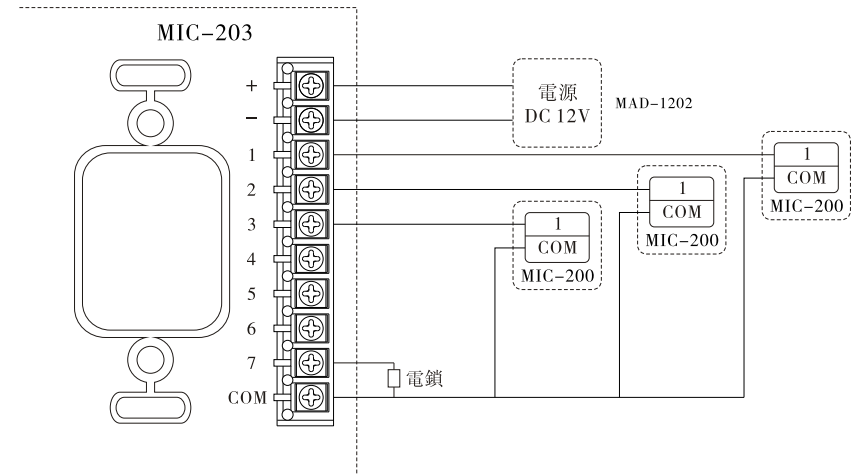 MIC-203
+
−
1
2
3
4
5
6
7
COM
電源
DC 12V
MAD-1202
1
COM
MIC-200
1
COM
MIC-200
1
COM
MIC-200
電鎖